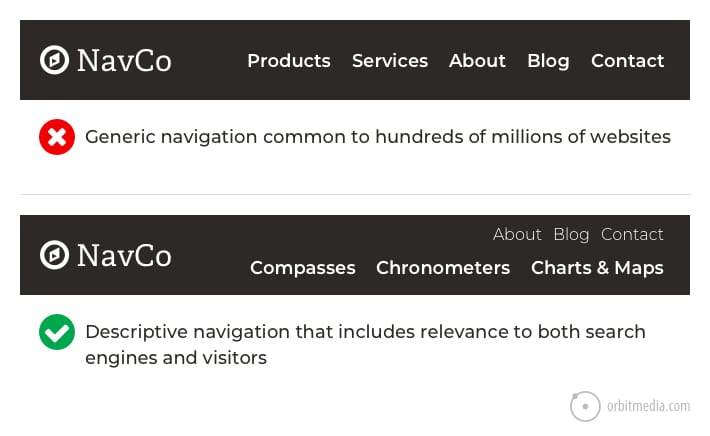 NavCo
Products Services About Blog Contact
Generic navigation common to hundreds of millions of websites
About Blog Contact
NavCo
Compasses Chronometers Charts & Maps
Descriptive navigation that includes relevance to both search
engines and visitors
orbitmedia.com